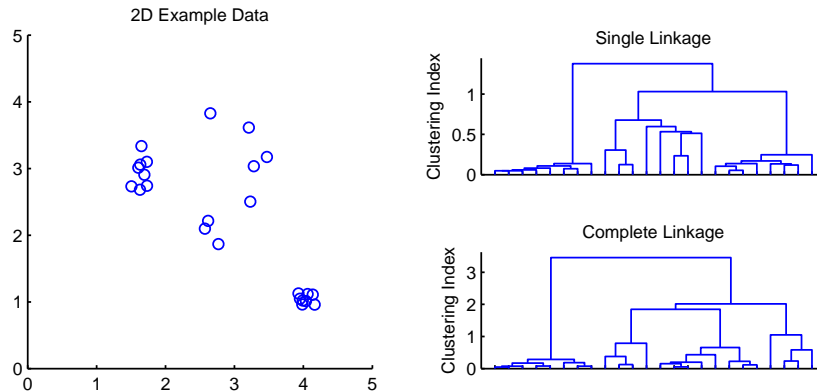 2D Example Data
5
4
3
2
1
0
0 1 2 3 4 5
Single Linkage
Clustering Index
1
0.5
0
Complete Linkage
Clustering Index
3
2
1
0